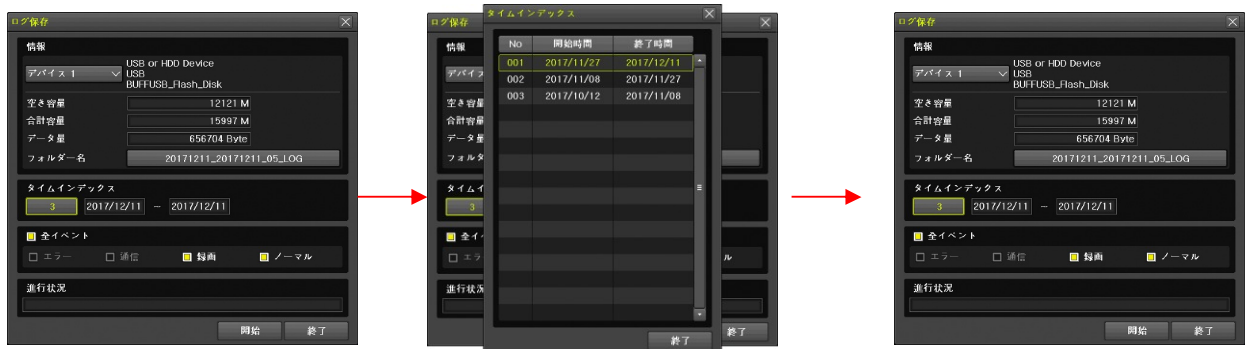 ログ保存
情報
デバイス 1
USB or HDD Device
USB
BUFFUSB_Flash_Disk
空き容量 12121 M
合計容量 15997 M
データ量 656704 Byte
フォルダー名 20171211_20171211_05_LOG
タイムインデックス
3 2017/12/11 – 2017/12/11
全イベント
エラー 通信 録画 ノーマル
進行状況
開始 終了
ログ保存
情報
デバイス
空き容量
合計容量
データ量
フォルダ
タイムイ
3
全イ
エラ
ル
進行状況
終了
タイムインデックス
No 開始時間 終了時間
001 2017/11/27 2017/12/11
002 2017/11/08 2017/11/27
003 2017/10/12 2017/11/08
終了
ログ保存
情報
デバイス 1
USB or HDD Device
USB
BUFFUSB_Flash_Disk
空き容量 12121 M
合計容量 15997 M
データ量 656704 Byte
フォルダー名 20171211_20171211_05_LOG
タイムインデックス
3 2017/12/11 – 2017/12/11
全イベント
エラー 通信 録画 ノーマル
進行状況
開始 終了